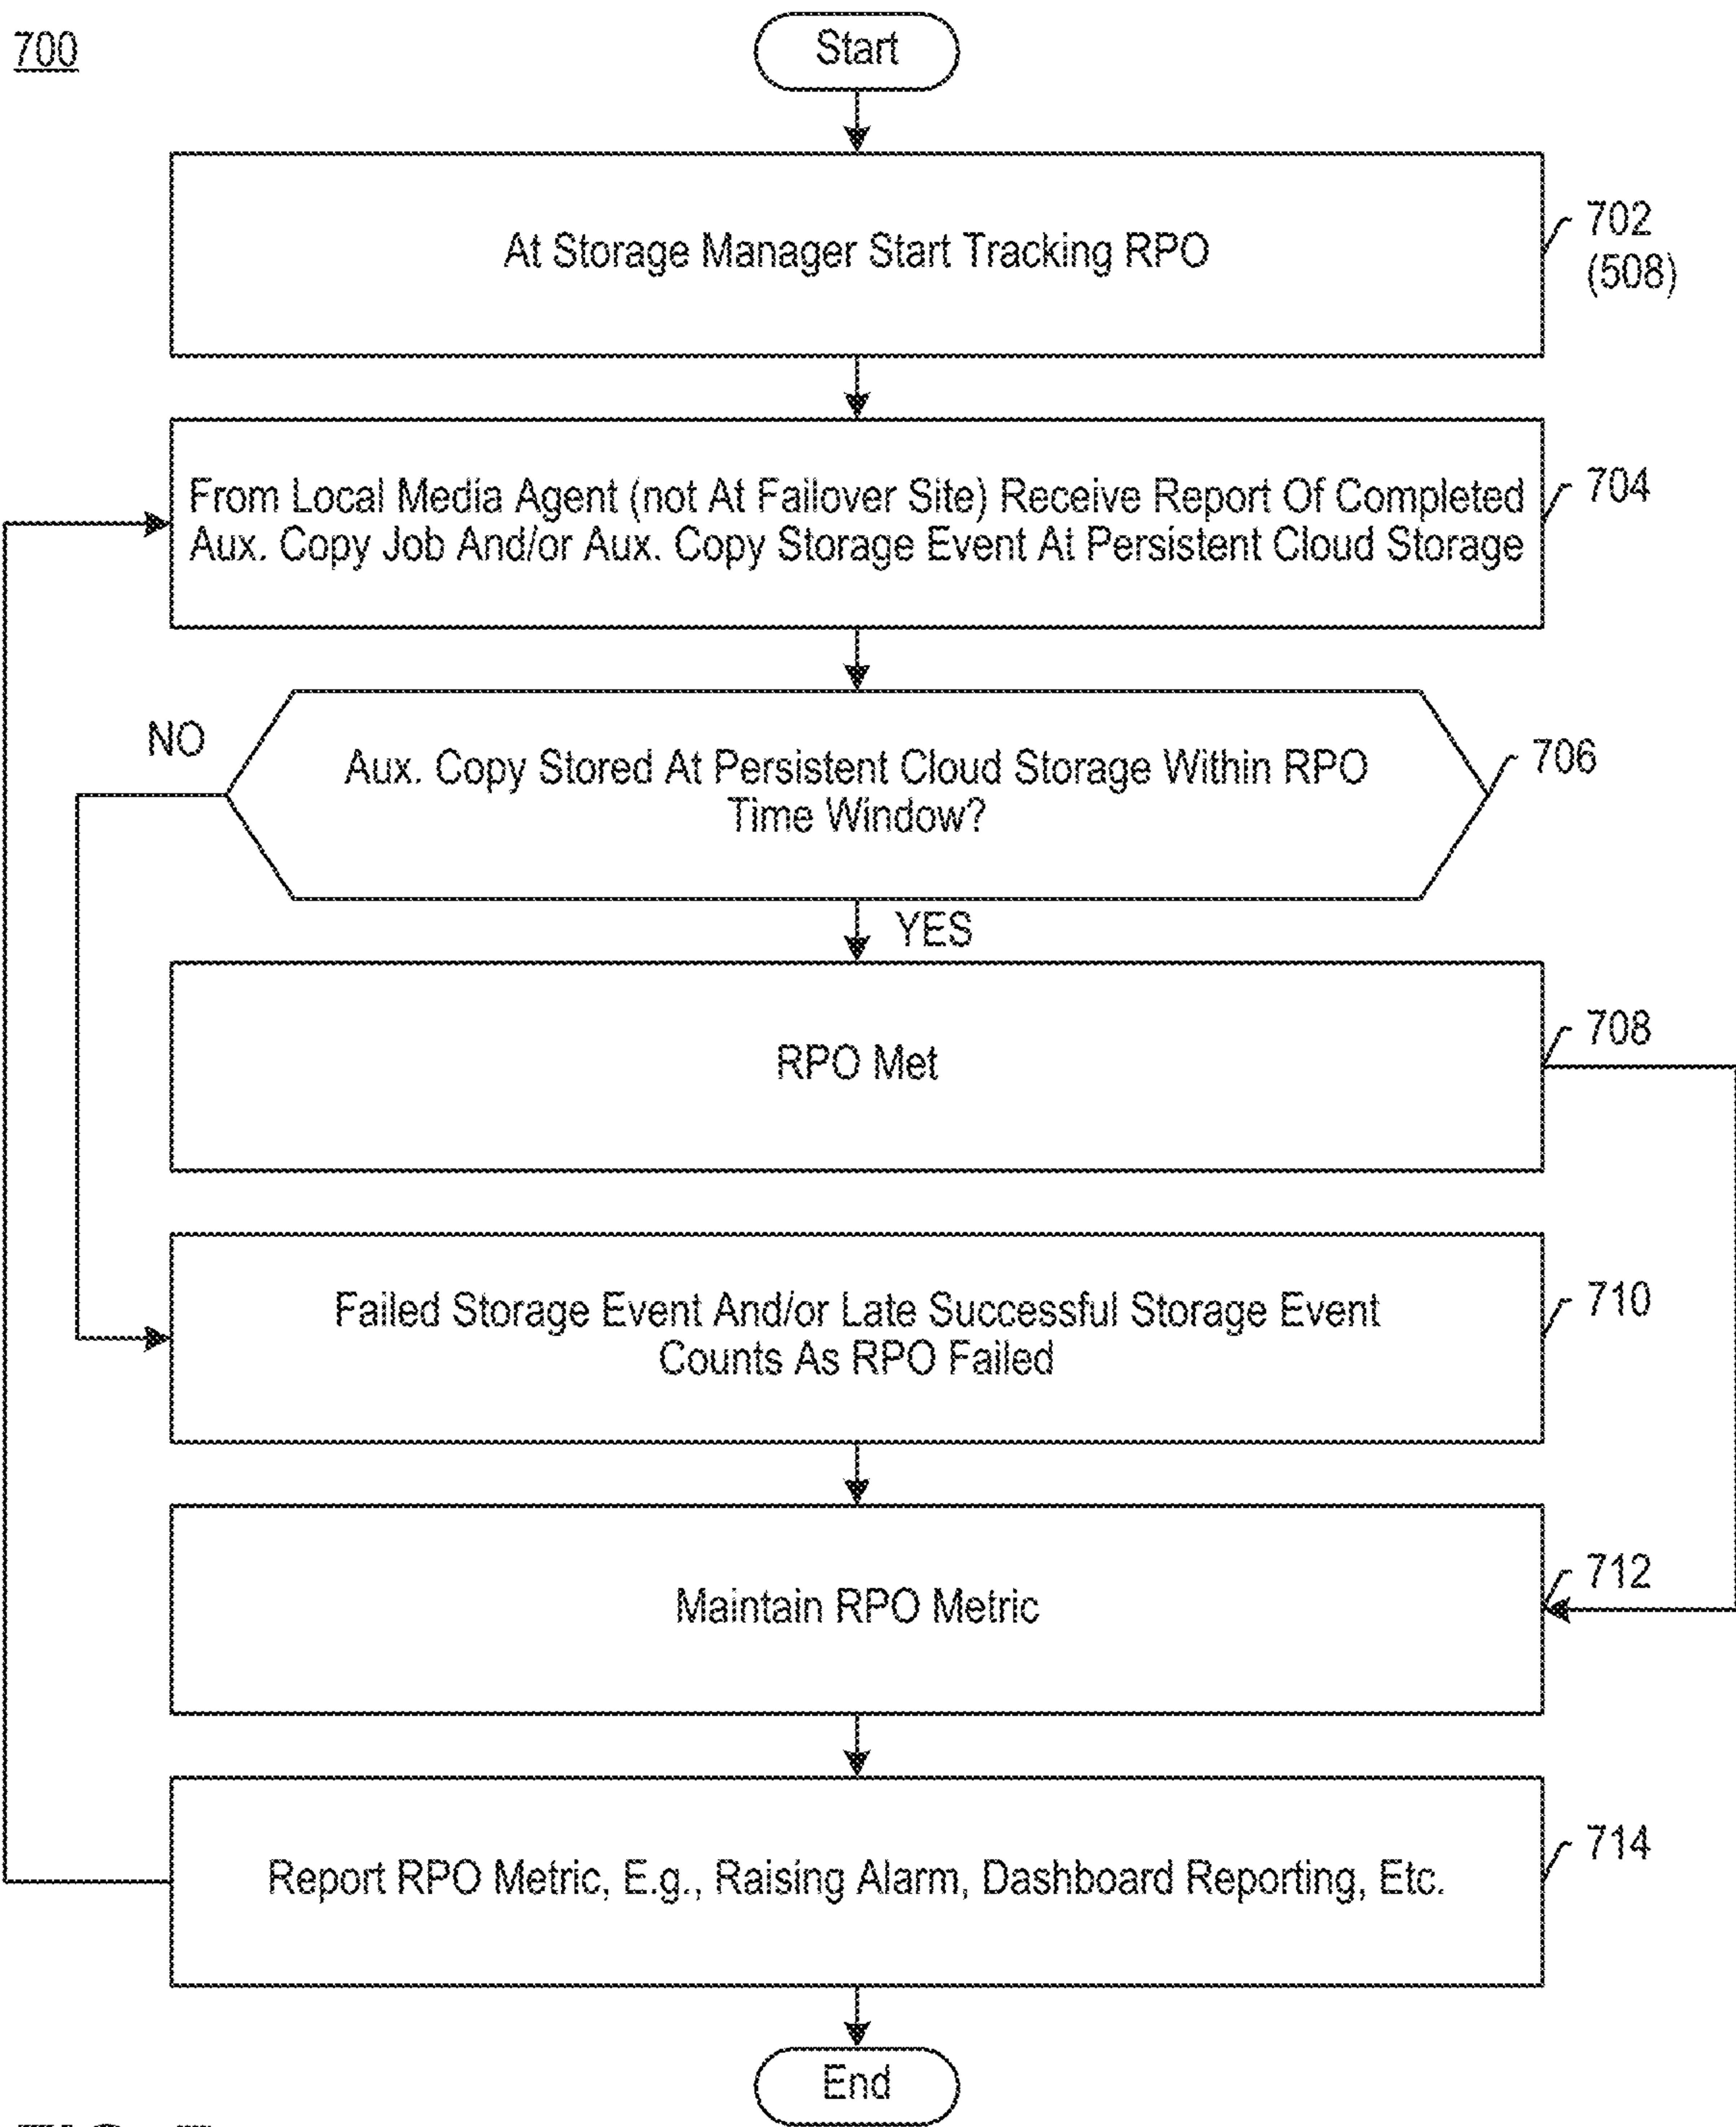 700
Start
At Storage Manager Start Tracking RPO
702
(508)
From Local Media Agent (not At Failover Site) Receive Report Of Completed
Aux. Copy Job And/or Aux. Copy Storage Event At Persistent Cloud Storage
704
NO
Aux. Copy Stored At Persistent Cloud Storage Within RPO
Time Window?
706
YES
RPO Met
708
Failed Storage Event And/or Late Successful Storage Event
Counts As RPO Failed
710
Maintain RPO Metric
712
Report RPO Metric, E.g., Raising Alarm, Dashboard Reporting, Etc.
714
End